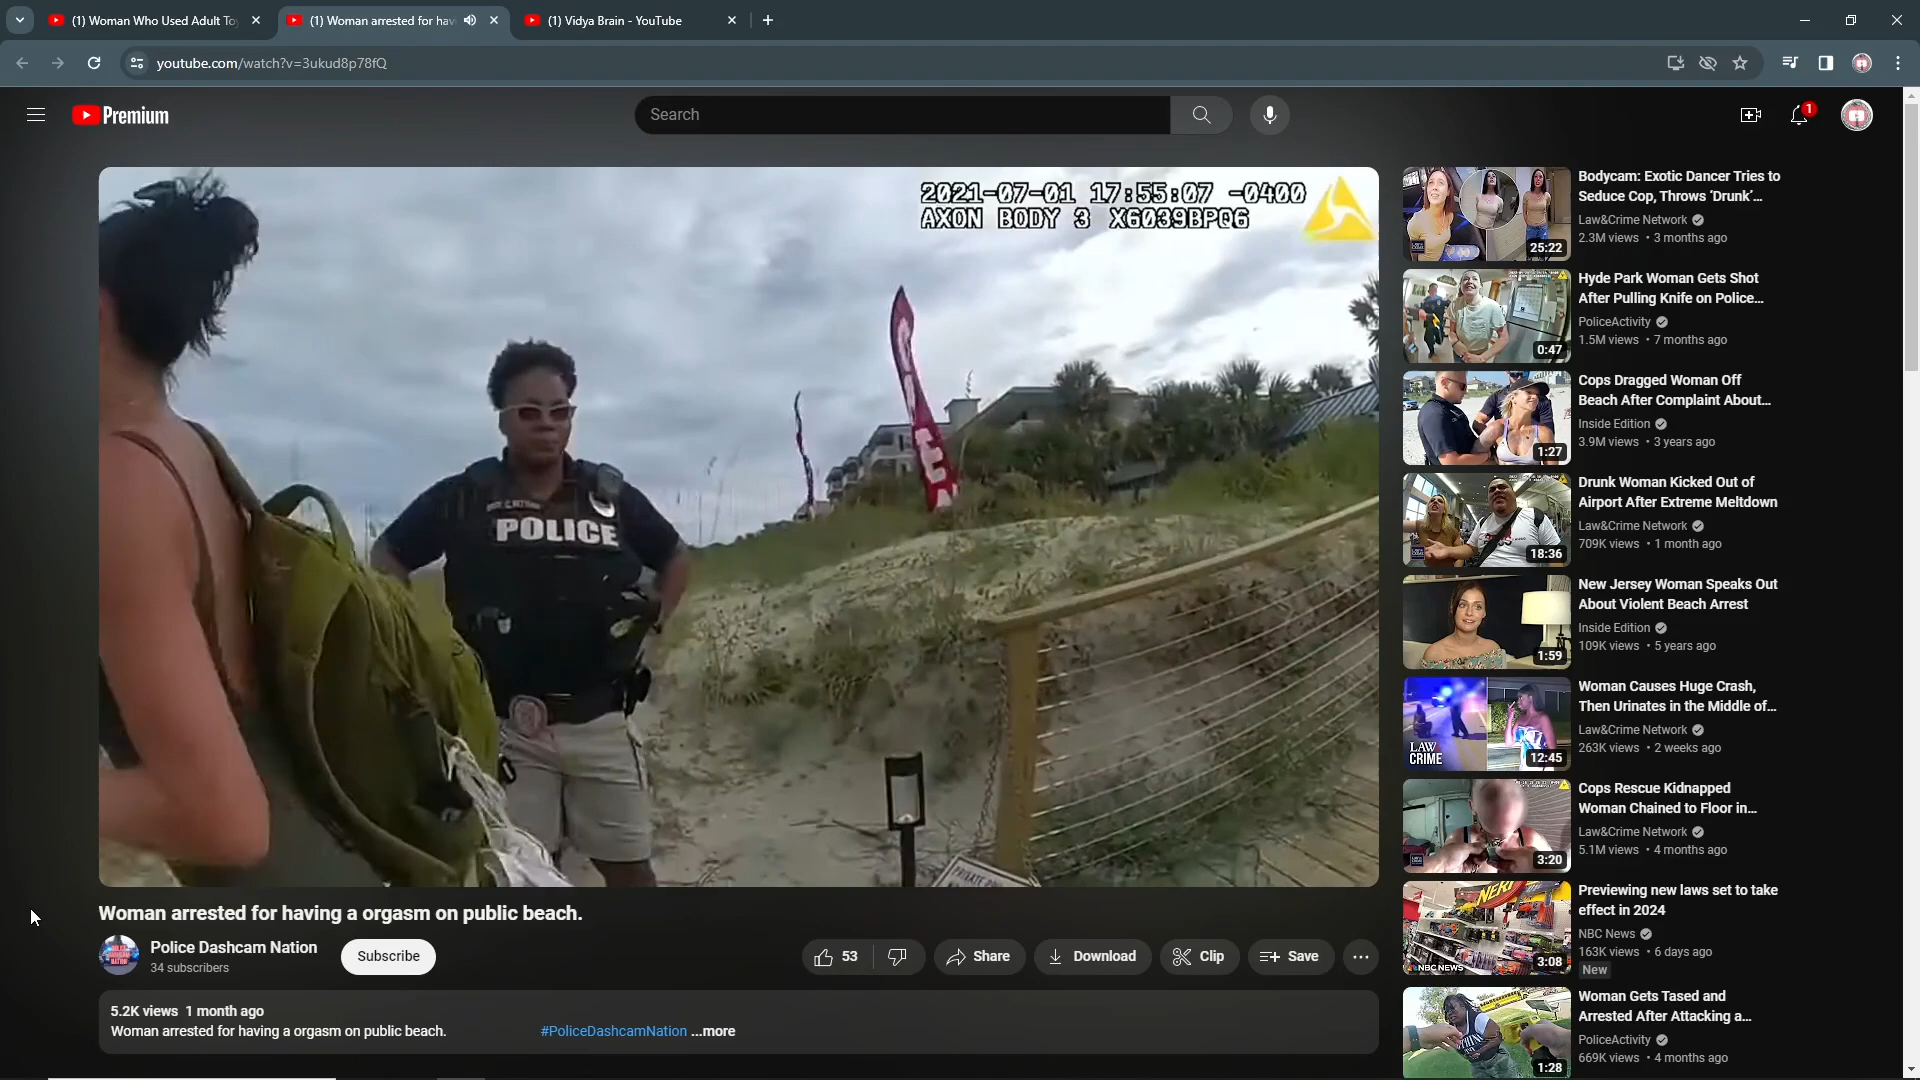 (1) Woman Who Used Adult To
(1) Woman arrested for hav
(1) Vidya Brain - YouTube
youtube.com/watch?v=3ukud8p78fQ
Premium
Search
1
2021-07-01 17:55:07 -0400
AXON BODY 3 X6039BPQ6
POLICE
Woman arrested for having a orgasm on public beach.
Police Dashcam Nation
34 subscribers
Subscribe
53
Share
Download
Clip
Save
5.2K views 1 month ago
Woman arrested for having a orgasm on public beach. #PoliceDashcamNation ...more
25:22
Bodycam: Exotic Dancer Tries to
Seduce Cop, Throws 'Drunk'...
Law&Crime Network
2.3M views • 3 months ago
0:47
Hyde Park Woman Gets Shot
After Pulling Knife on Police...
PoliceActivity
1.5M views • 7 months ago
1:27
Cops Dragged Woman Off
Beach After Complaint About...
Inside Edition
3.9M views • 3 years ago
18:36
Drunk Woman Kicked Out of
Airport After Extreme Meltdown
Law&Crime Network
709K views • 1 month ago
1:59
New Jersey Woman Speaks Out
About Violent Beach Arrest
Inside Edition
109K views • 5 years ago
LAW
CRIME
12:45
Woman Causes Huge Crash,
Then Urinates in the Middle of...
Law&Crime Network
263K views • 2 weeks ago
3:20
Cops Rescue Kidnapped
Woman Chained to Floor in...
Law&Crime Network
5.1M views • 4 months ago
NERF
NBC NEWS
3:08
Previewing new laws set to take
effect in 2024
NBC News
163K views • 6 days ago
New
1:28
Woman Gets Tased and
Arrested After Attacking a...
PoliceActivity
669K views • 4 months ago